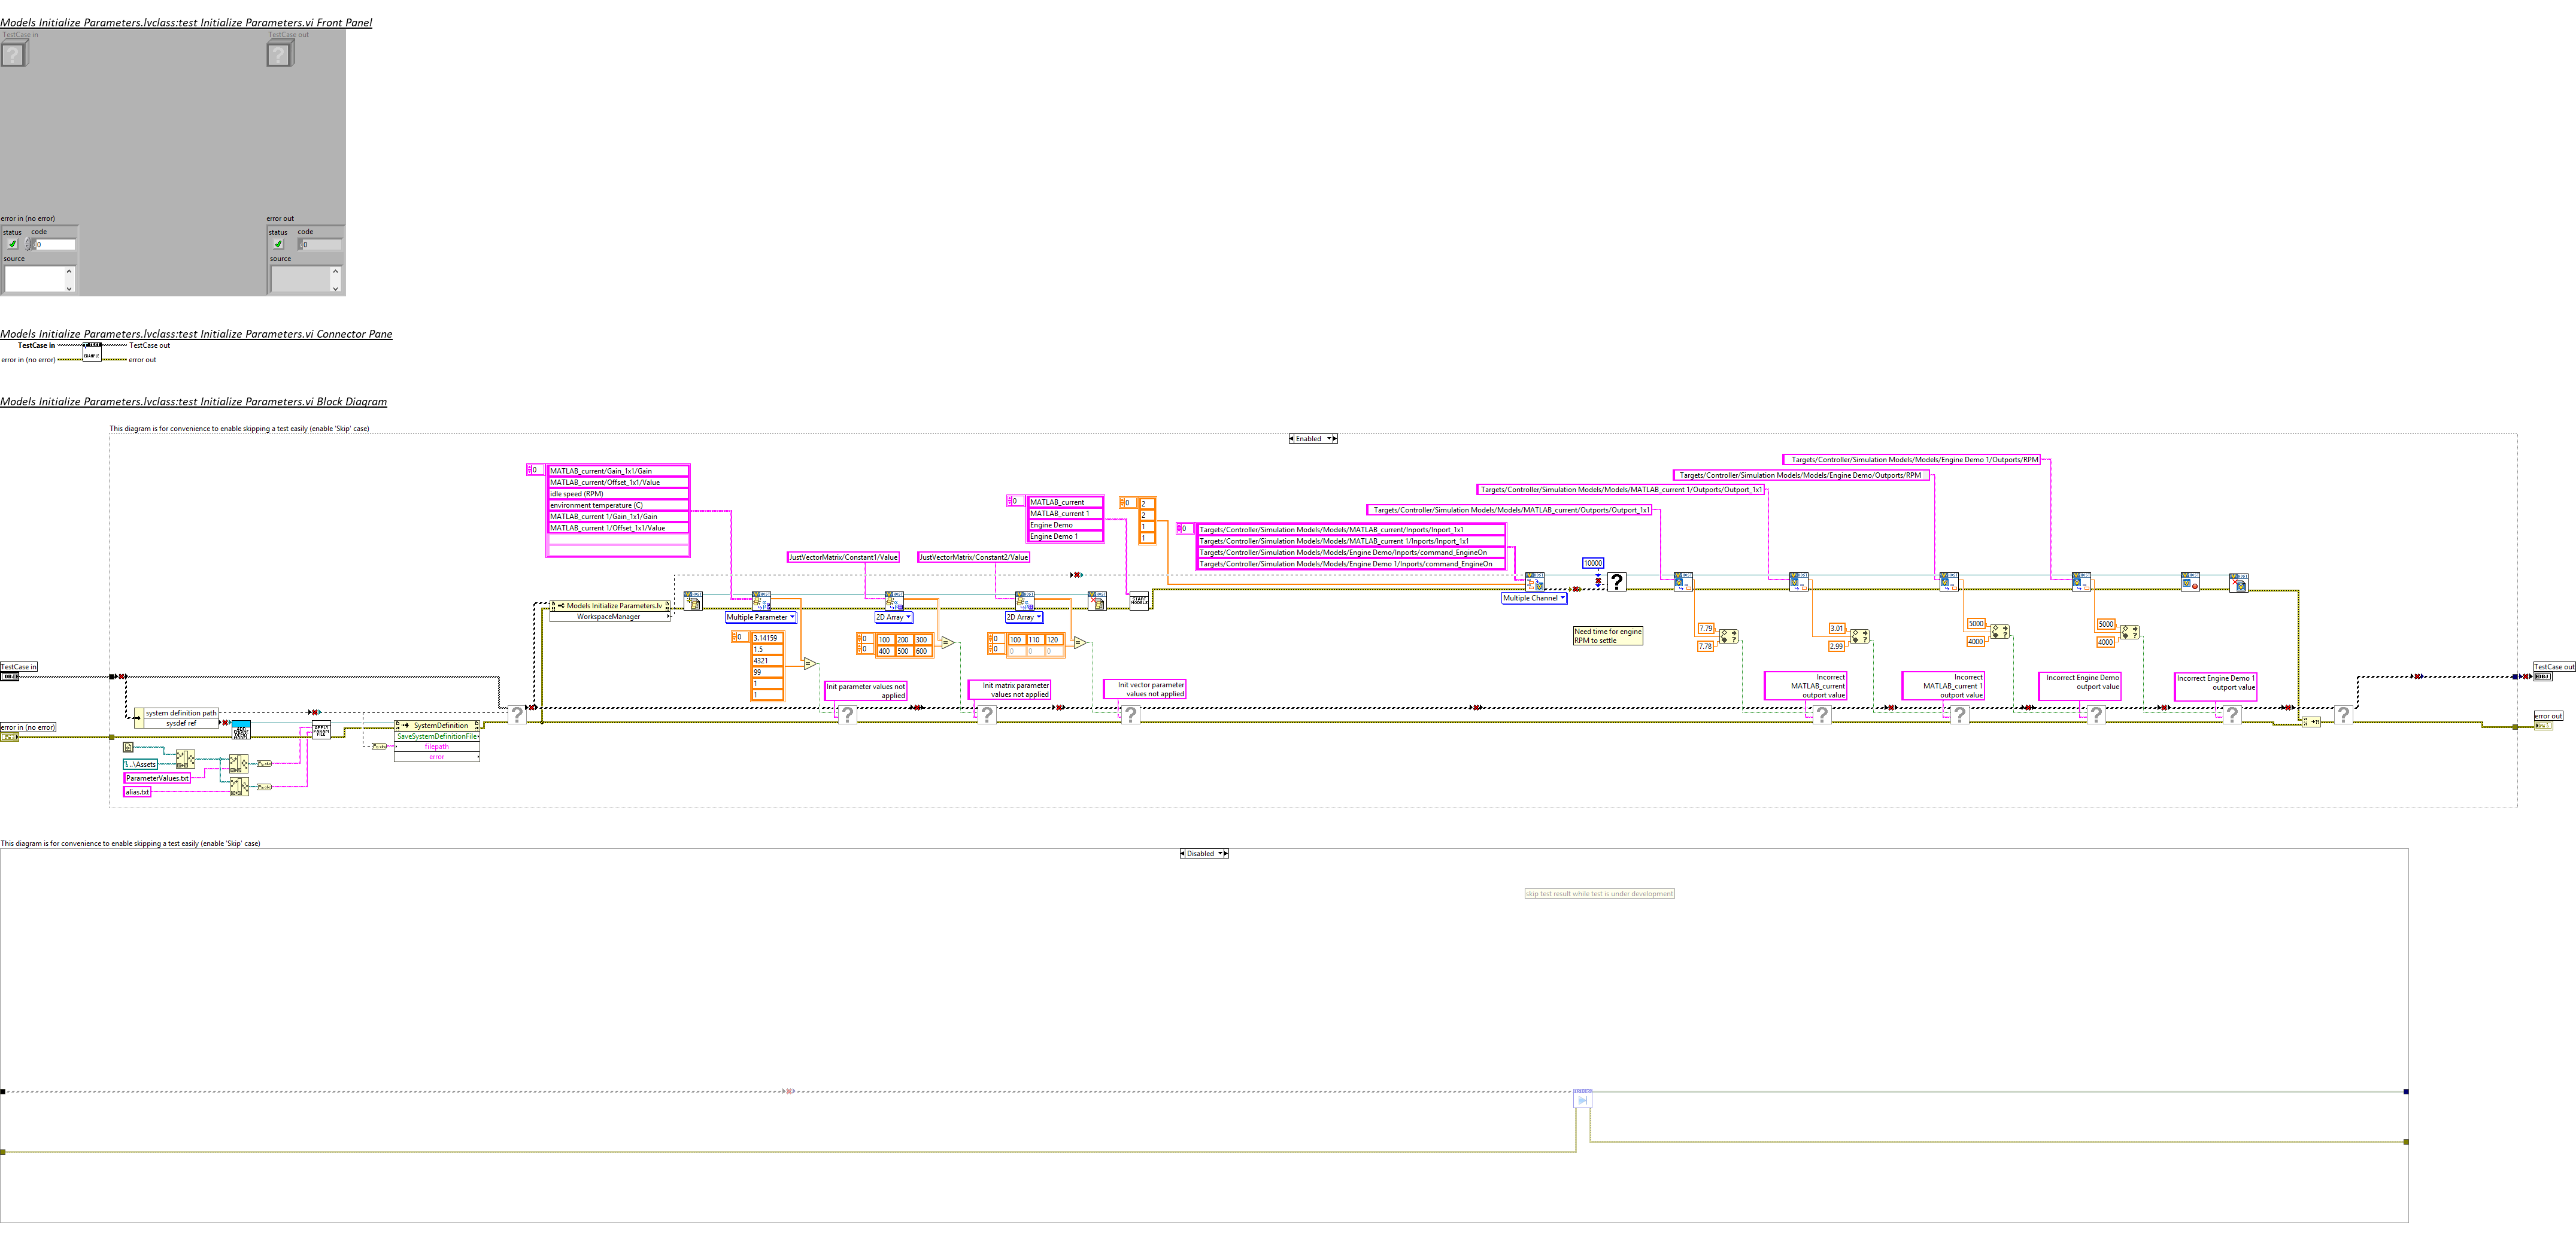 Models Initialize Parameters.lvclass:test Initialize Parameters.vi Front Panel
TestCase in
TestCase out
error in (no error)
error out
status
code
0
source
status
code
0
source
Models Initialize Parameters.lvclass:test Initialize Parameters.vi Connector Pane
TestCase in
TestCase out
error in (no error)
error out
TEST
EXAMPLE
Models Initialize Parameters.lvclass:test Initialize Parameters.vi Block Diagram
This diagram is for convenience to enable skipping a test easily (enable 'Skip' case)
Enabled
0
MATLAB_current/Gain_1x1/Gain
MATLAB_current/Offset_1x1/Value
idle speed (RPM)
environment temperature (C)
MATLAB_current 1/Gain_1x1/Gain
MATLAB_current 1/Offset_1x1/Value
JustVectorMatrix/Constant1/Value
JustVectorMatrix/Constant2/Value
0
MATLAB_current
MATLAB_current 1
Engine Demo
Engine Demo 1
0
2
2
1
1
Targets/Controller/Simulation Models/Models/Engine Demo 1/Outports/RPM
Targets/Controller/Simulation Models/Models/Engine Demo/Outports/RPM
Targets/Controller/Simulation Models/Models/MATLAB_current 1/Outports/Outport_1x1
Targets/Controller/Simulation Models/Models/MATLAB_current/Outports/Outport_1x1
0
Targets/Controller/Simulation Models/Models/MATLAB_current/Inports/Inport_1x1
Targets/Controller/Simulation Models/Models/MATLAB_current 1/Inports/Inport_1x1
Targets/Controller/Simulation Models/Models/Engine Demo/Inports/command_EngineOn
Targets/Controller/Simulation Models/Models/Engine Demo 1/Inports/command_EngineOn
10000
Models Initialize Parameters.lv
WorkspaceManager
START
MODELS
Multiple Parameter
2D Array
2D Array
Multiple Channel
0
3.14159
1.5
4321
99
1
1
0
0
100 200 300
400 500 600
0
0
100 110 120
0 0 0
Need time for engine
RPM to settle
7.79
7.78
3.01
2.99
5000
4000
5000
4000
Init parameter values not
applied
Init matrix parameter
values not applied
Init vector parameter
values not applied
Incorrect
MATLAB_current
outport value
Incorrect
MATLAB_current 1
outport value
Incorrect Engine Demo
outport value
Incorrect Engine Demo 1
outport value
TestCase in
TestCase out
error in (no error)
error out
system definition path
sysdef ref
SystemDefinition
SaveSystemDefinitionFile
filepath
error
..\Assets
ParameterValues.txt
alias.txt
This diagram is for convenience to enable skipping a test easily (enable 'Skip' case)
Disabled
skip test result while test is under development